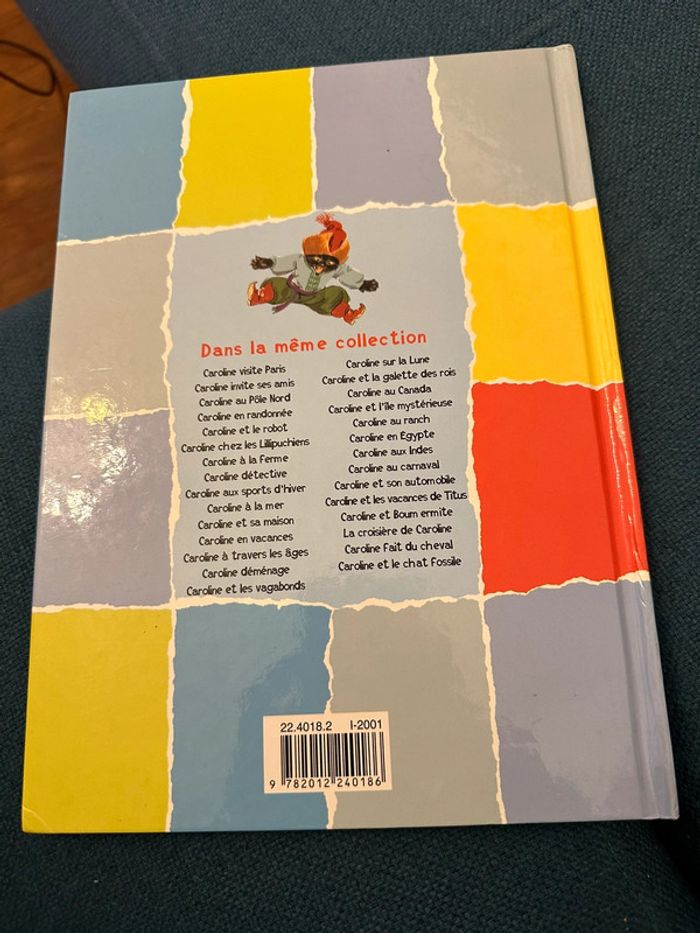 Dans la même collection
Caroline visite Paris
Caroline invite ses amis
Caroline au Pôle Nord
Caroline en randonnée
Caroline et le robot
Caroline chez les Lillipuchiens
Caroline à la ferme
Caroline détective
Caroline aux sports d'hiver
Caroline à la mer
Caroline et sa maison
Caroline en vacances
Caroline à travers les âges
Caroline déménage
Caroline et les vagabonds
Caroline sur la Lune
Caroline et la galette des rois
Caroline au Canada
Caroline et l'île mystérieuse
Caroline au ranch
Caroline en Égypte
Caroline aux Indes
Caroline au carnaval
Caroline et son automobile
Caroline et les vacances de Titus
Caroline et Boum ermite
La croisière de Caroline
Caroline fait du cheval
Caroline et le chat fossile
22.4018.2 I-2001
9 782012 240186